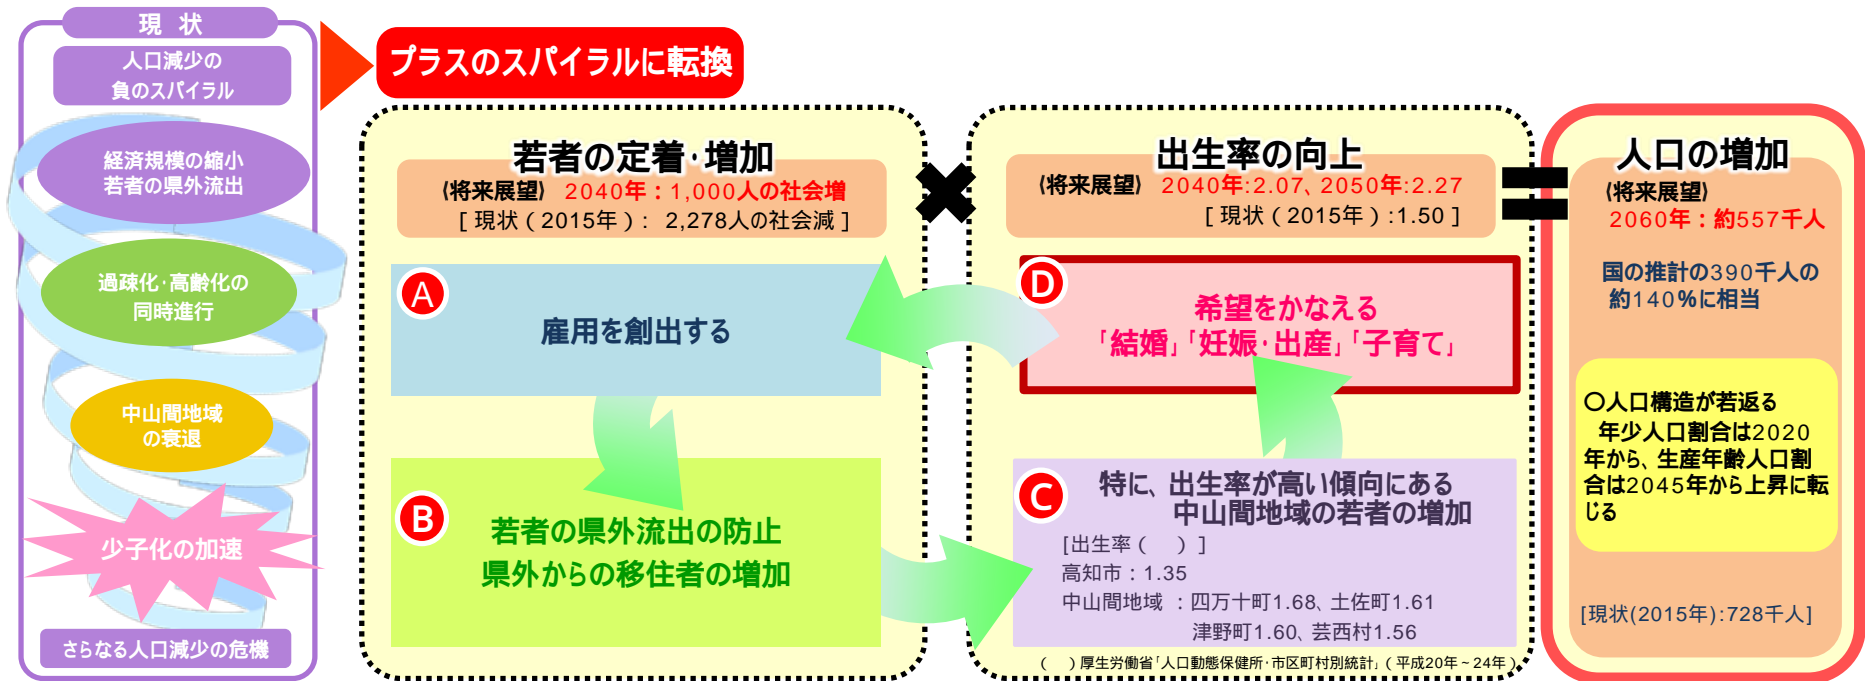 現 状
人口減少の
負のスパイラル
経済規模の縮小
若者の県外流出
過疎化・高齢化の
同時進行
中山間地域
の衰退
少子化の加速
さらなる人口減少の危機
プラスのスパイラルに転換
若者の定着・増加
(将来展望) 2040年：1,000人の社会増
[ 現状（2015年）： 2,278人の社会減 ]
A
雇用を創出する
B
若者の県外流出の防止
県外からの移住者の増加
出生率の向上
(将来展望) 2040年:2.07、2050年:2.27
[ 現状（2015年）:1.50 ]
D
希望をかなえる
「結婚」「妊娠・出産」「子育て」
C
特に、出生率が高い傾向にある
中山間地域の若者の増加
[出生率（　）]
高知市：1.35
中山間地域 ：四万十町1.68、土佐町1.61
津野町1.60、芸西村1.56
（　）厚生労働省「人口動態保健所・市区町村別統計」（平成20年～24年）
人口の増加
(将来展望)
2060年：約557千人
国の推計の390千人の
約140％に相当
〇人口構造が若返る
年少人口割合は2020
年から、生産年齢人口割
合は2045年から上昇に転
じる
[現状(2015年):728千人]